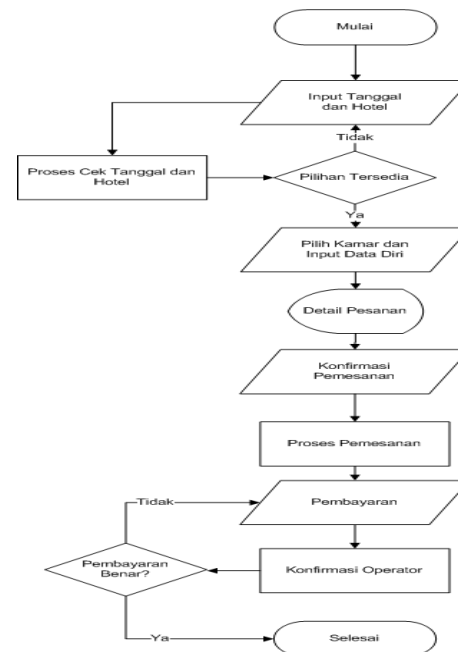 Mulai
Input Tanggal
dan Hotel
Tidak
Proses Cek Tanggal dan
Hotel
Pilihan Tersedia
Ya
Pilih Kamar dan
Input Data Diri
Detail Pesanan
Konfirmasi
Pemesanan
Proses Pemesanan
Tidak
Pembayaran
Pembayaran
Benar?
Konfirmasi Operator
Ya
Selesai